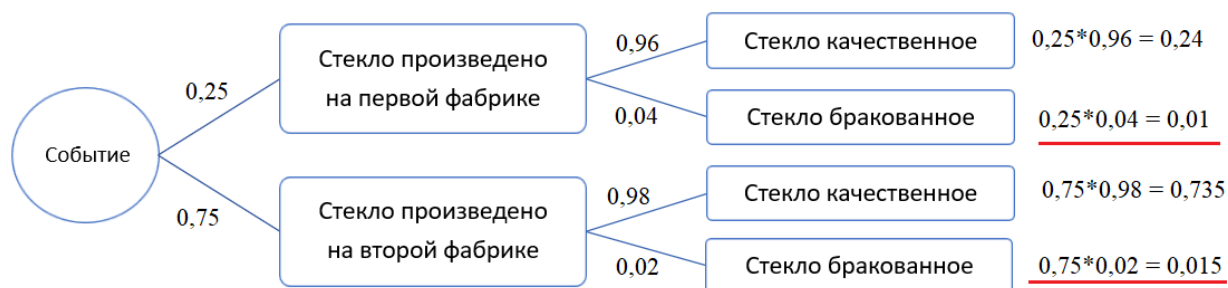 Событие
0,25
0,75
Стекло произведено
на первой фабрике
0,96
0,04
Стекло качественное
0,25*0,96 = 0,24
Стекло бракованное
0,25*0,04 = 0,01
Стекло произведено
на второй фабрике
0,98
0,02
Стекло качественное
0,75*0,98 = 0,735
Стекло бракованное
0,75*0,02 = 0,015